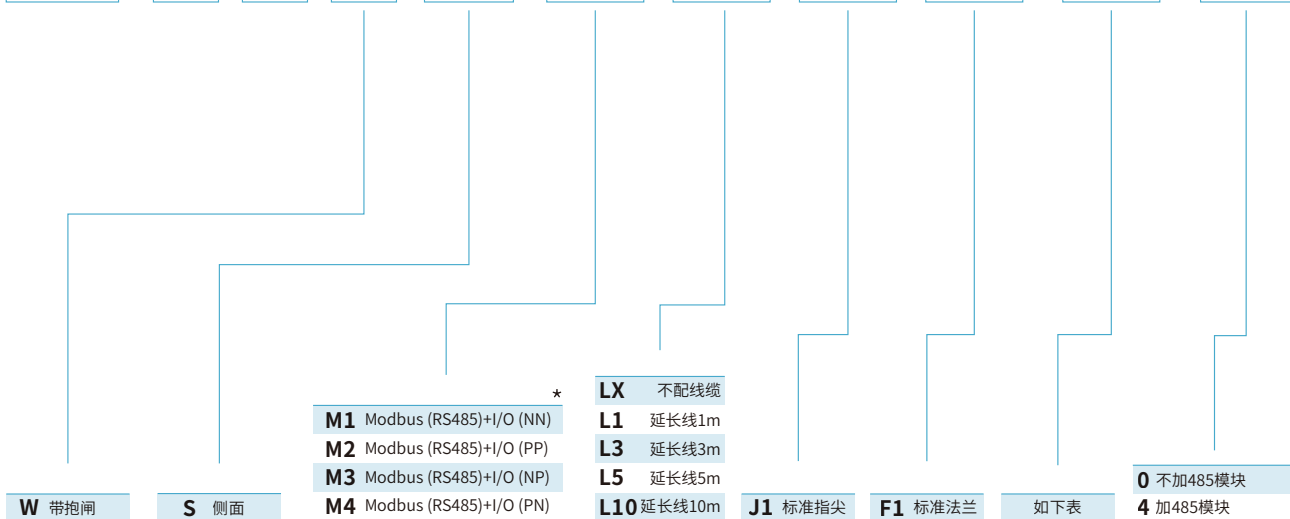 *
M1 Modbus (RS485)+I/O (NN)
M2 Modbus (RS485)+I/O (PP)
M3 Modbus (RS485)+I/O (NP)
M4 Modbus (RS485)+I/O (PN)
LX 不配线缆
L1 延长线1m
L3 延长线3m
L5 延长线5m
L10 延长线10m
W 带抱闸
S 侧面
J1 标准指尖
F1 标准法兰
如下表
0 不加485模块
4 加485模块